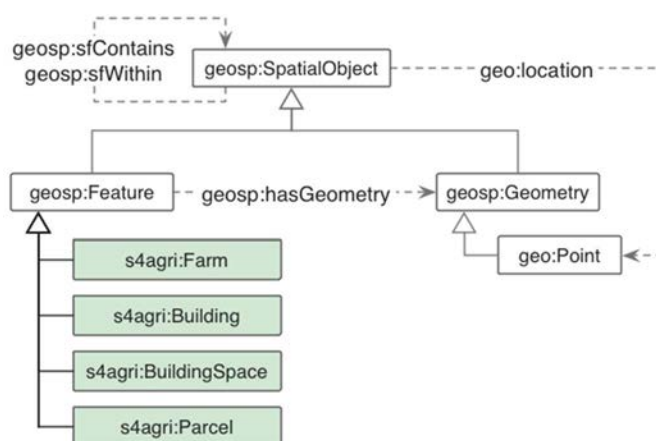 geosp:sfContains
geosp:sfWithin
geosp:SpatialObject
geo:location
geosp:Feature
geosp:hasGeometry
geosp:Geometry
geo:Point
s4agri:Farm
s4agri:Building
s4agri:BuildingSpace
s4agri:Parcel